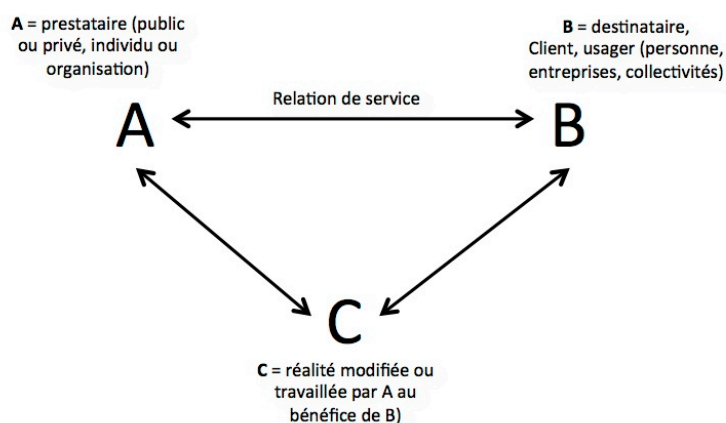 A = prestataire (public
ou privé, individu ou
organisation)
B = destinataire,
Client, usager (personne,
entreprises, collectivités)
Relation de service
A
B
C
C = réalité modifiée ou
travaillée par A au
bénéfice de B)